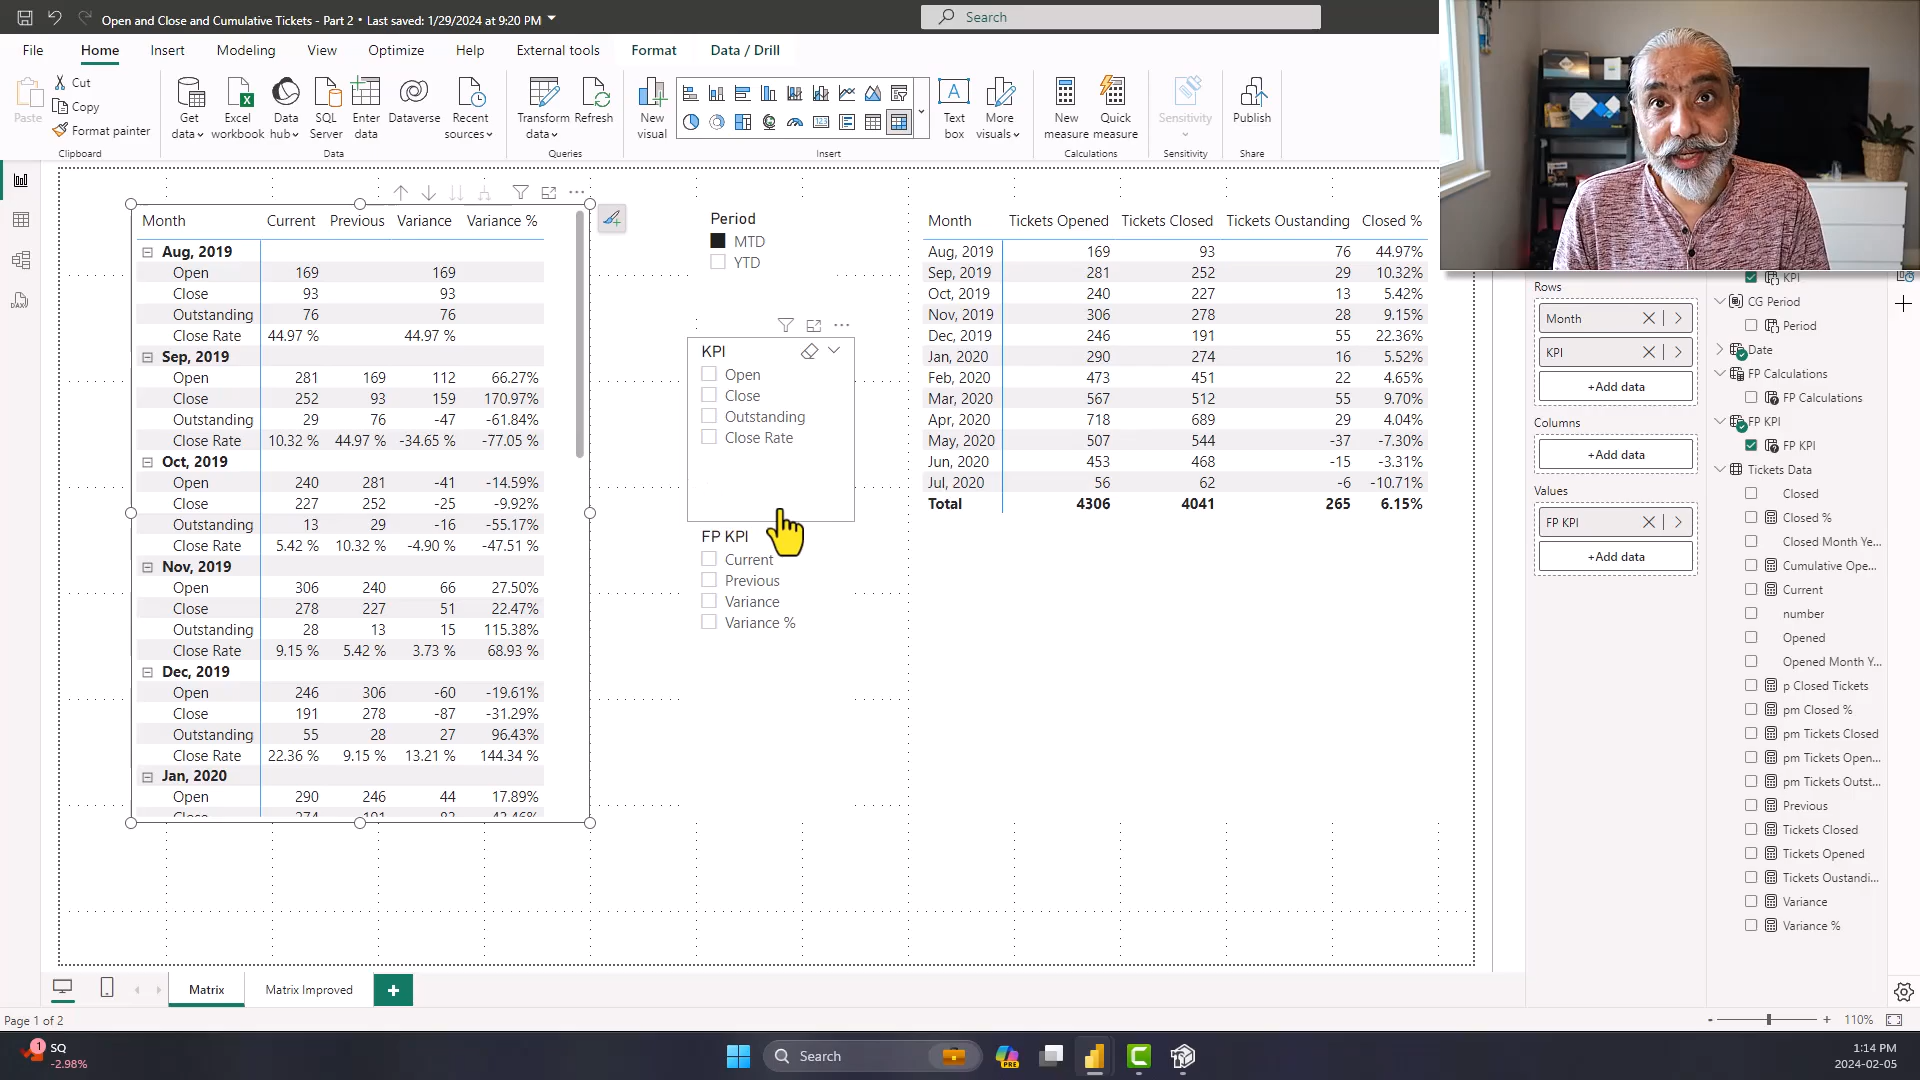 Open and Close and Cumulative Tickets - Part 2 • Last saved: 1/29/2024 at 9:20 PM
Search
File Home Insert Modeling View Optimize Help External tools Format Data / Drill
Paste
Cut
Copy
Format painter
Clipboard
Get data
Excel workbook
Data hub
SQL Server
Enter data
Dataverse
Recent sources
Data
Transform data
Refresh
Queries
New visual
Text box
More visuals
Insert
New measure
Quick measure
Calculations
Sensitivity
Sensitivity
Publish
Share
Month Current Previous Variance Variance %
Aug, 2019
Open 169 169
Close 93 93
Outstanding 76 76
Close Rate 44.97 % 44.97 %
Sep, 2019
Open 281 169 112 66.27%
Close 252 93 159 170.97%
Outstanding 29 76 -47 -61.84%
Close Rate 10.32 % 44.97 % -34.65 % -77.05 %
Oct, 2019
Open 240 281 -41 -14.59%
Close 227 252 -25 -9.92%
Outstanding 13 29 -16 -55.17%
Close Rate 5.42 % 10.32 % -4.90 % -47.51 %
Nov, 2019
Open 306 240 66 27.50%
Close 278 227 51 22.47%
Outstanding 28 13 15 115.38%
Close Rate 9.15 % 5.42 % 3.73 % 68.93 %
Dec, 2019
Open 246 306 -60 -19.61%
Close 191 278 -87 -31.29%
Outstanding 55 28 27 96.43%
Close Rate 22.36 % 9.15 % 13.21 % 144.34 %
Jan, 2020
Open 290 246 44 17.89%
Period
MTD
YTD
KPI
Open
Close
Outstanding
Close Rate
FP KPI
Current
Previous
Variance
Variance %
Month Tickets Opened Tickets Closed Tickets Oustanding Closed %
Aug, 2019 169 93 76 44.97%
Sep, 2019 281 252 29 10.32%
Oct, 2019 240 227 13 5.42%
Nov, 2019 306 278 28 9.15%
Dec, 2019 246 191 55 22.36%
Jan, 2020 290 274 16 5.52%
Feb, 2020 473 451 22 4.65%
Mar, 2020 567 512 55 9.70%
Apr, 2020 718 689 29 4.04%
May, 2020 507 544 -37 -7.30%
Jun, 2020 453 468 -15 -3.31%
Jul, 2020 56 62 -6 -10.71%
Total 4306 4041 265 6.15%
Rows
Month
KPI
+Add data
Columns
+Add data
Values
FP KPI
+Add data
KPI
CG Period
Period
Date
FP Calculations
FP Calculations
FP KPI
FP KPI
Tickets Data
Closed
Closed %
Closed Month Ye...
Cumulative Ope...
Current
number
Opened
Opened Month Y...
p Closed Tickets
pm Closed %
pm Tickets Closed
pm Tickets Open...
pm Tickets Outst...
Previous
Tickets Closed
Tickets Opened
Tickets Oustandi...
Variance
Variance %
Matrix Matrix Improved +
Page 1 of 2
- + 110%
1
SQ
-2.98%
Search
PRE
1:14 PM
2024-02-05